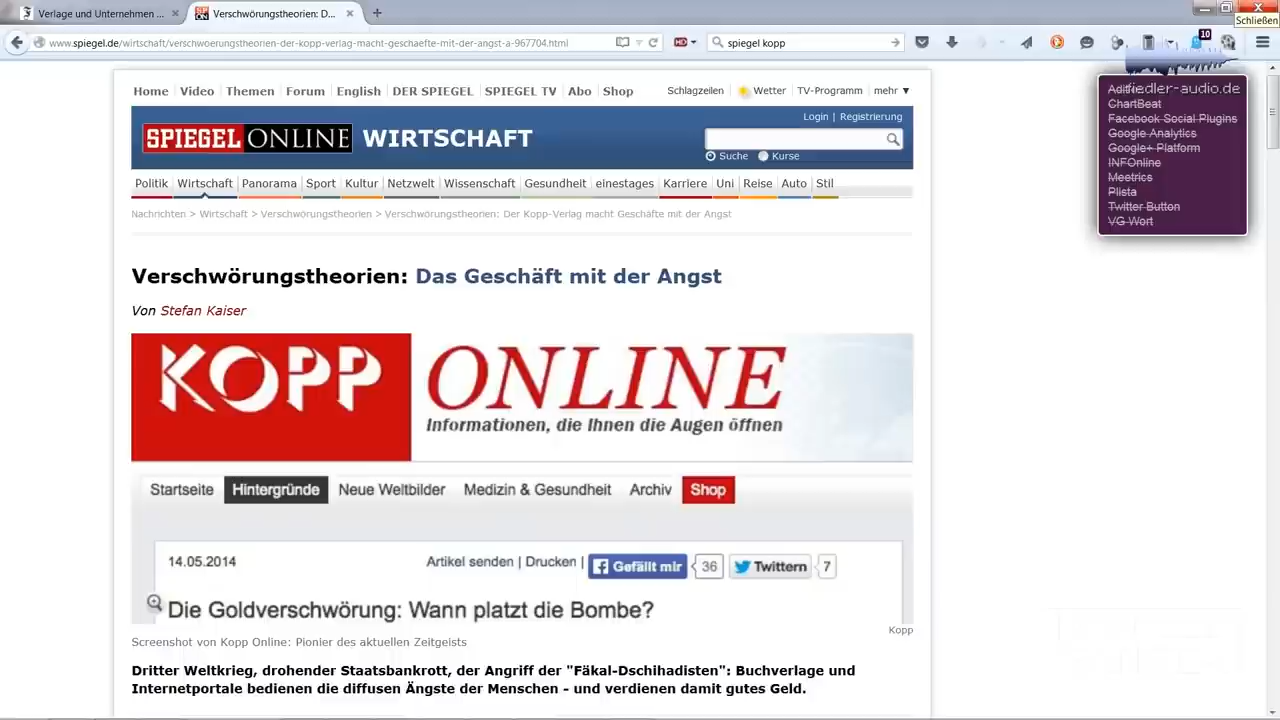 Verlage und Unternehmen ...
Verschwörungstheorien: D...
Schließen
www.spiegel.de/wirtschaft/verschwoerungstheorien-der-kopp-verlag-macht-geschaefte-mit-der-angst-a-967704.html
spiegel kopp
10
Home Video Themen Forum English DER SPIEGEL SPIEGEL TV Abo Shop
Schlagzeilen Wetter TV-Programm mehr
Login | Registrierung
SPIEGEL ONLINE WIRTSCHAFT
Suche Kurse
Politik Wirtschaft Panorama Sport Kultur Netzwelt Wissenschaft Gesundheit einestages Karriere Uni Reise Auto Stil
Nachrichten > Wirtschaft > Verschwörungstheorien > Verschwörungstheorien: Der Kopp-Verlag macht Geschäfte mit der Angst
fiedler-audio.de
ChartBeat
Facebook Social Plugins
Google Analytics
Google+ Platform
INFOnline
Meetrics
Plista
Twitter Button
VG Wort
Verschwörungstheorien: Das Geschäft mit der Angst
Von Stefan Kaiser
KOPP ONLINE
Informationen, die Ihnen die Augen öffnen
Startseite Hintergründe Neue Weltbilder Medizin & Gesundheit Archiv Shop
14.05.2014 Artikel senden | Drucken | Gefällt mir 36 Twittern 7
Die Goldverschwörung: Wann platzt die Bombe?
Kopp
Screenshot von Kopp Online: Pionier des aktuellen Zeitgeists
Dritter Weltkrieg, drohender Staatsbankrott, der Angriff der "Fäkal-Dschihadisten": Buchverlage und
Internetportale bedienen die diffusen Ängste der Menschen - und verdienen damit gutes Geld.